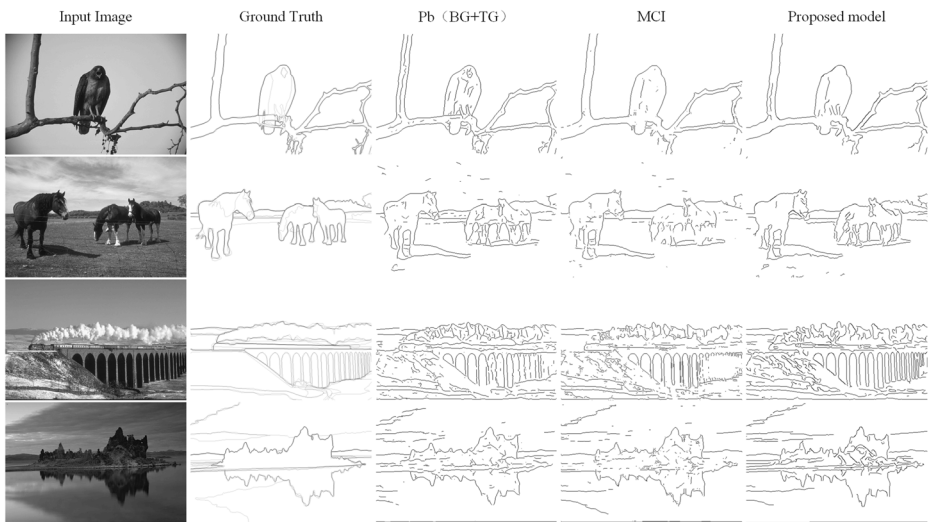 Input Image
Ground Truth
Pb（BG+TG）
MCI
Proposed model